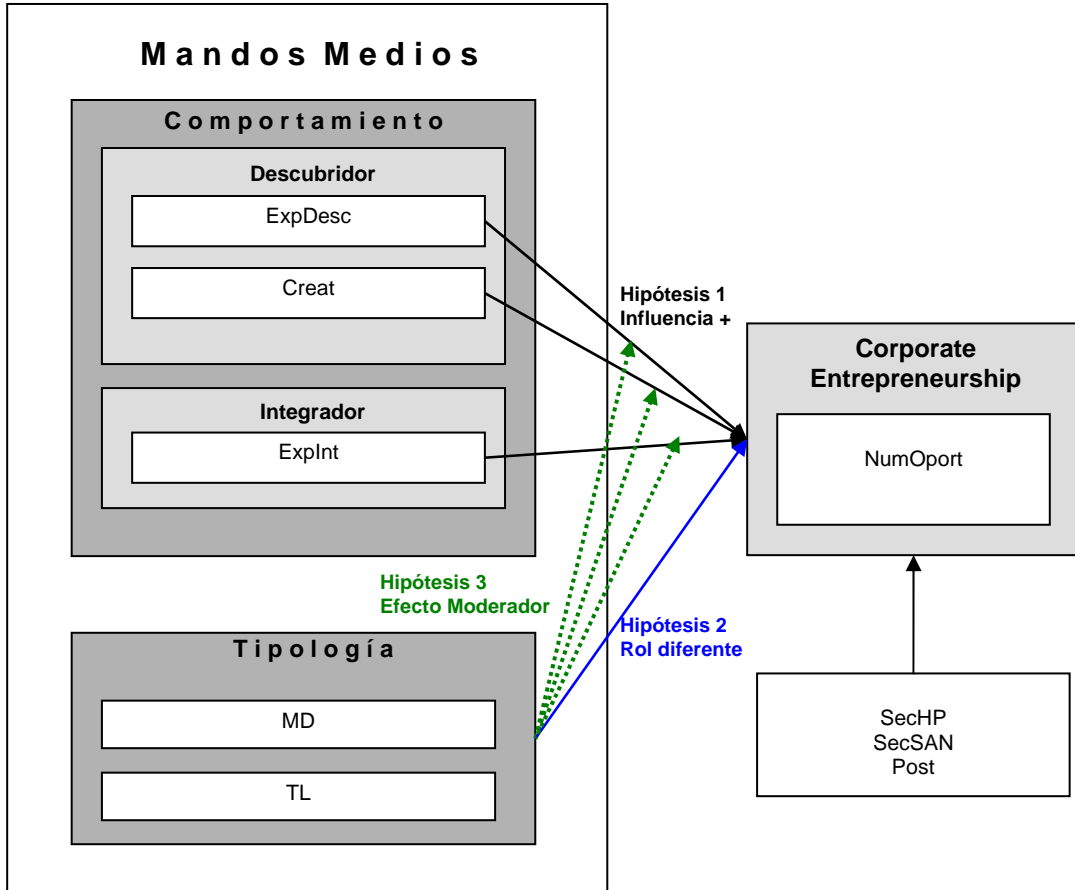 Mandos Medios
Comportamiento
Descubridor
ExpDesc
Creat
Integrador
ExpInt
Hipótesis 1
Influencia +
Corporate
Entrepreneurship
NumOport
Hipótesis 3
Efecto Moderador
Hipótesis 2
Rol diferente
Tipología
MD
TL
SecHP
SecSAN
Post